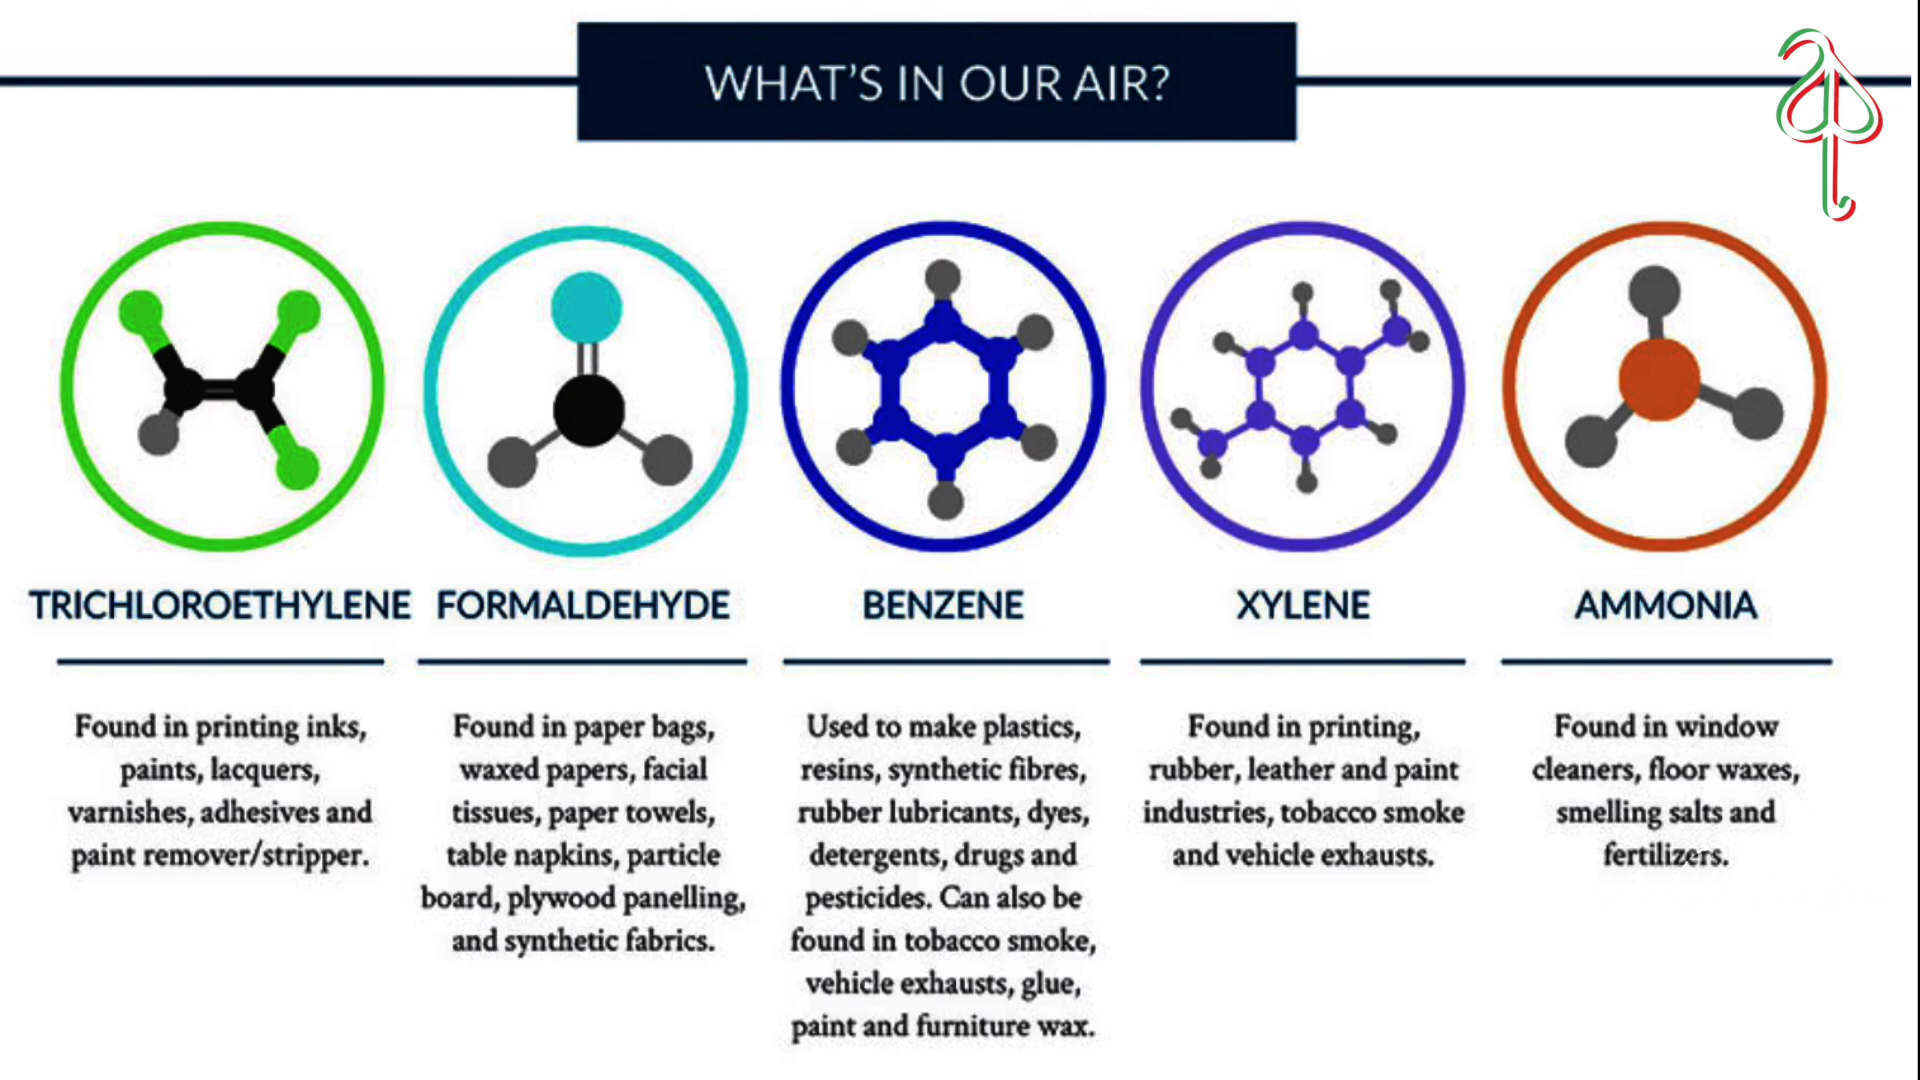 WHAT'S IN OUR AIR?
TRICHLOROETHYLENE
Found in printing inks,
paints, lacquers,
varnishes, adhesives and
paint remover/stripper.
FORMALDEHYDE
Found in paper bags,
waxed papers, facial
tissues, paper towels,
table napkins, particle
board, plywood panelling,
and synthetic fabrics.
BENZENE
Used to make plastics,
resins, synthetic fibres,
rubber lubricants, dyes,
detergents, drugs and
pesticides. Can also be
found in tobacco smoke,
vehicle exhausts, glue,
paint and furniture wax.
XYLENE
Found in printing,
rubber, leather and paint
industries, tobacco smoke
and vehicle exhausts.
AMMONIA
Found in window
cleaners, floor waxes,
smelling salts and
fertilizers.